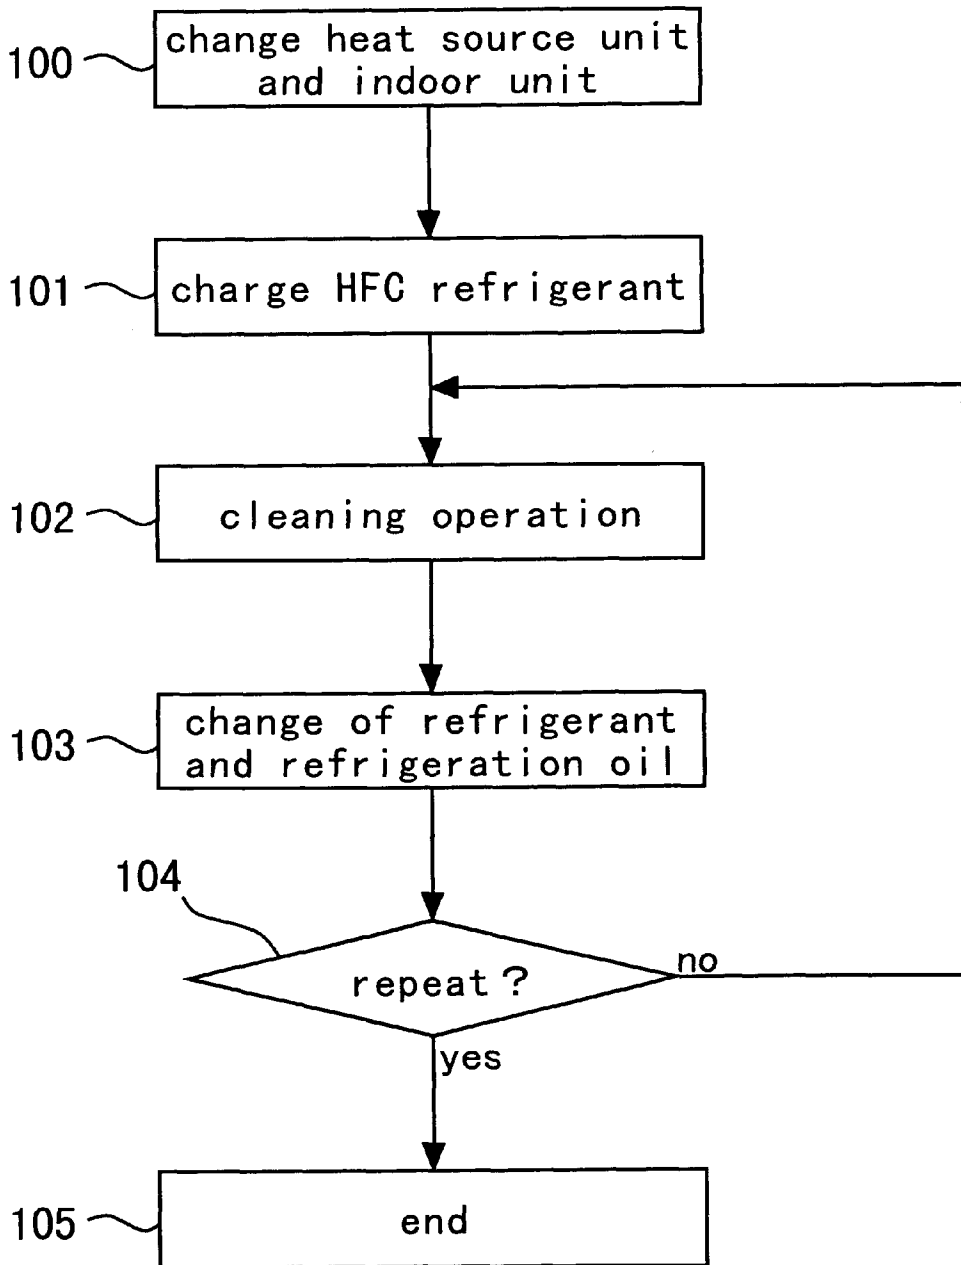 change heat source unit
100
and indoor unit
101
charge HFC refrigerant
102
cleaning operation
change of refrigerant
103
and refrigeration oil
104
repeat?
no
yes
105
end